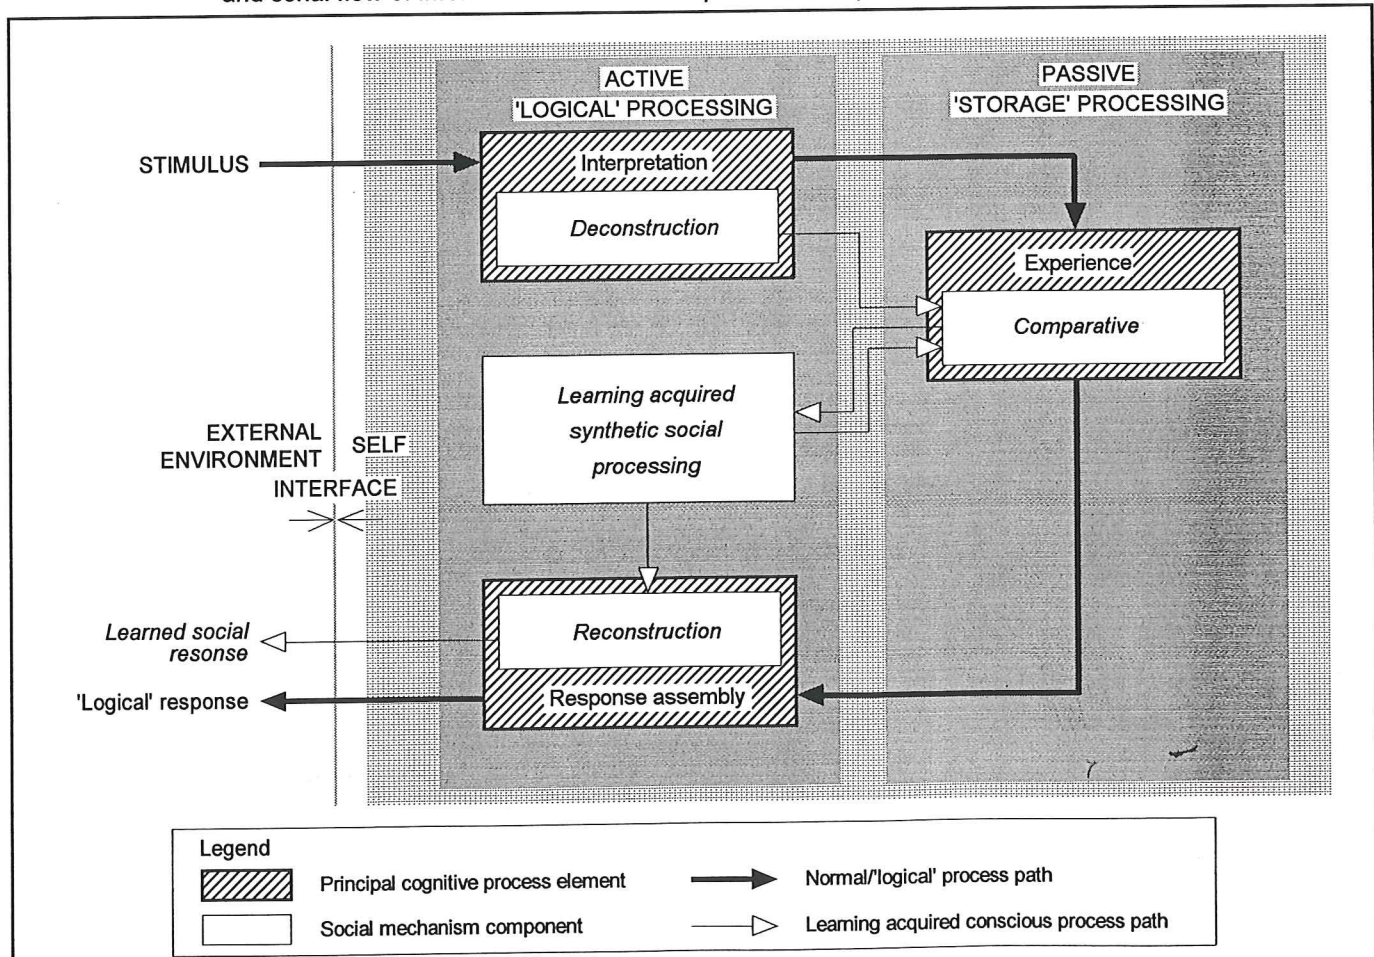 ACTIVE
'LOGICAL' PROCESSING
PASSIVE
'STORAGE' PROCESSING
STIMULUS
Interpretation
Deconstruction
Experience
Comparative
Learning acquired
synthetic social
processing
EXTERNAL
ENVIRONMENT
SELF
INTERFACE
Learned social
resonse
Reconstruction
'Logical' response
Response assembly
Legend
Principal cognitive process element
Normal/'logical' process path
Social mechanism component
Learning acquired conscious process path